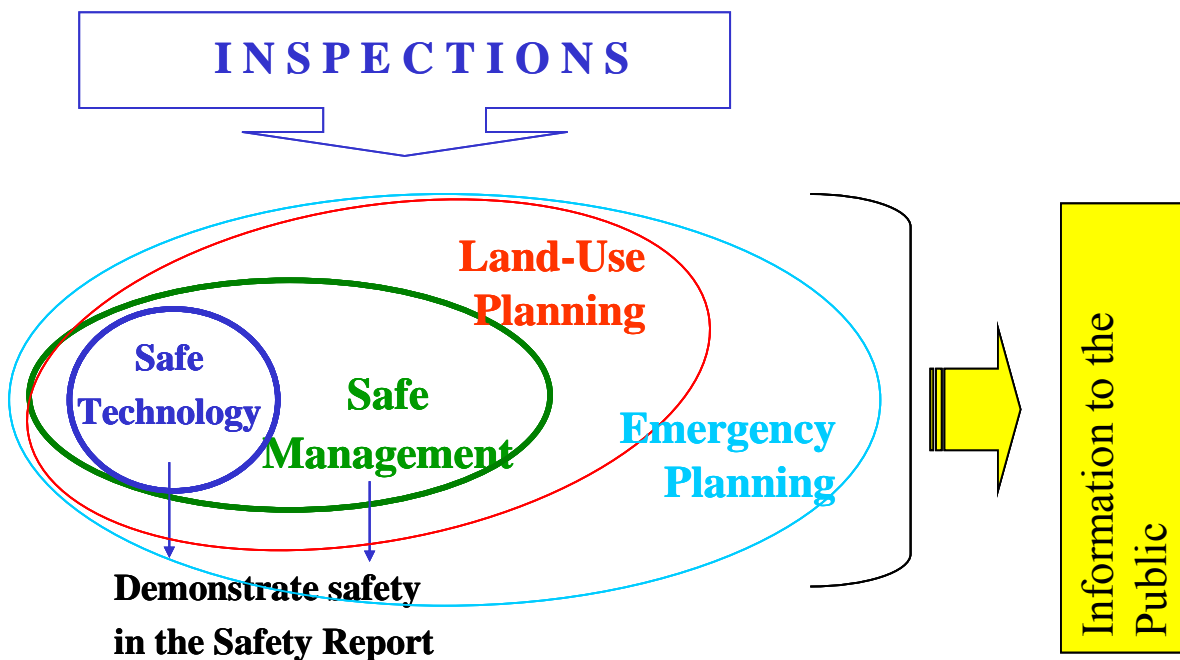 I N S P E C T I O N S
Land-Use
Planning
Safe
Technology
Safe
Management
Emergency
Planning
Demonstrate safety
in the Safety Report
Information to the
Public